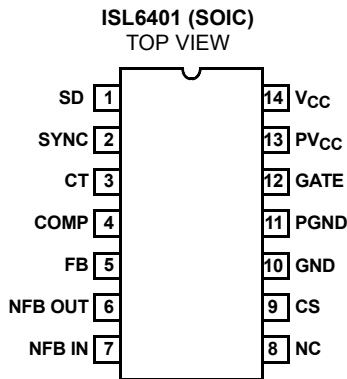 ISL6401 (SOIC)
TOP VIEW
SD 1 14 VCC
SYNC 2 13 PVCC
CT 3 12 GATE
COMP 4 11 PGND
FB 5 10 GND
NFB OUT 6 9 CS
NFB IN 7 8 NC